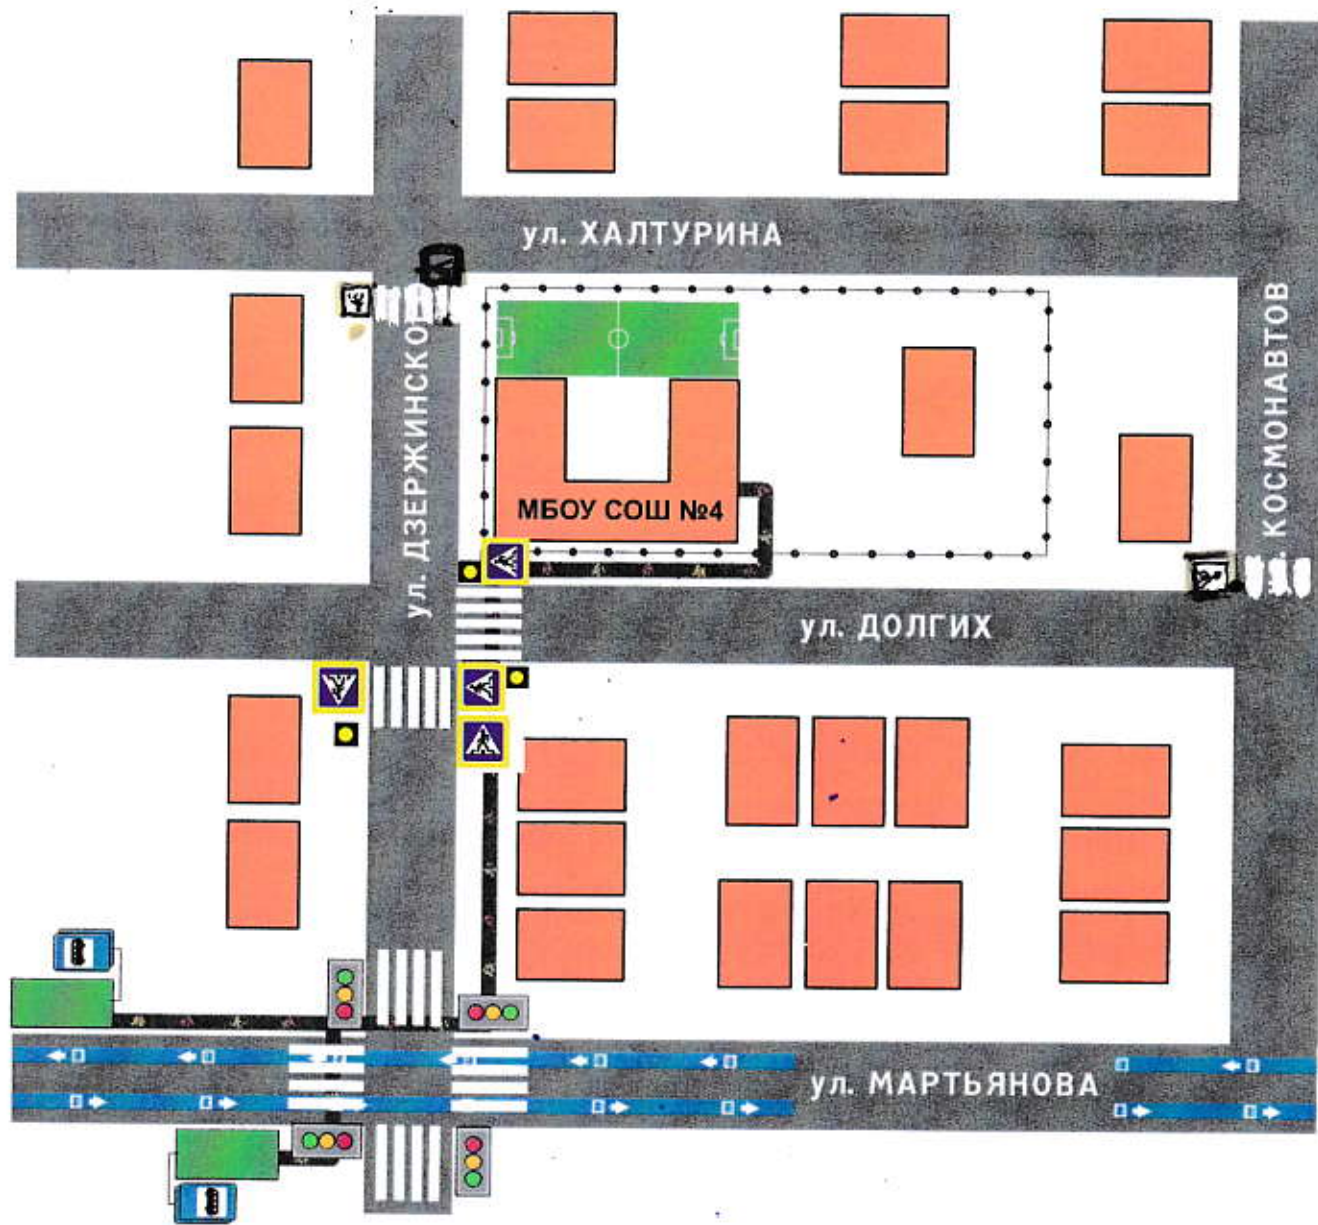 ул. ХАЛТУРИНА
ул. ДЗЕРЖИНСКО
КОСМОНАВТОВ
МБОУ СОШ №4
ул. ДОЛГИХ
ул. МАРТЬЯНОВА